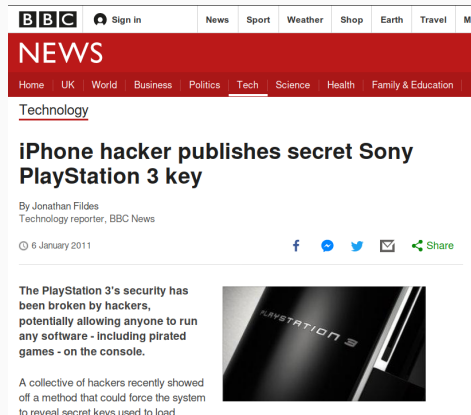 BBC Sign in News Sport Weather Shop Earth Travel M
NEWS
Home UK World Business Politics Tech Science Health Family & Education
Technology
iPhone hacker publishes secret Sony
PlayStation 3 key
By Jonathan Fildes
Technology reporter, BBC News
6 January 2011 Share
The PlayStation 3's security has
been broken by hackers,
potentially allowing anyone to run
any software - including pirated
games - on the console.
PLAYSTATION 3
A collective of hackers recently showed
off a method that could force the system
to reveal secret keys used to load